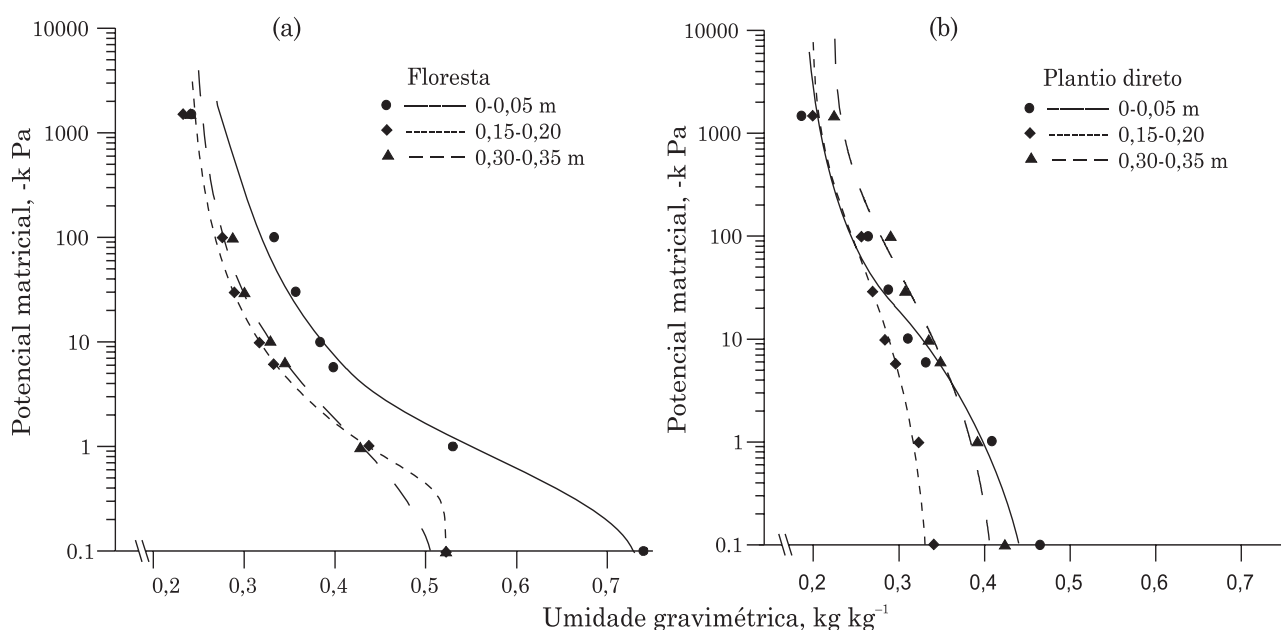 (a)
10000
1000
100
10
1
0.1
Potencial matricial, -k Pa
Floresta
0-0,05 m
0,15-0,20
0,30-0,35 m
0,2
0,3
0,4
0,5
0,6
0,7
(b)
10000
1000
100
10
1
0.1
Potencial matricial, -k Pa
Plantio direto
0-0,05 m
0,15-0,20
0,30-0,35 m
0,2
0,3
0,4
0,5
0,6
0,7
Umidade gravimétrica, kg kg⁻¹